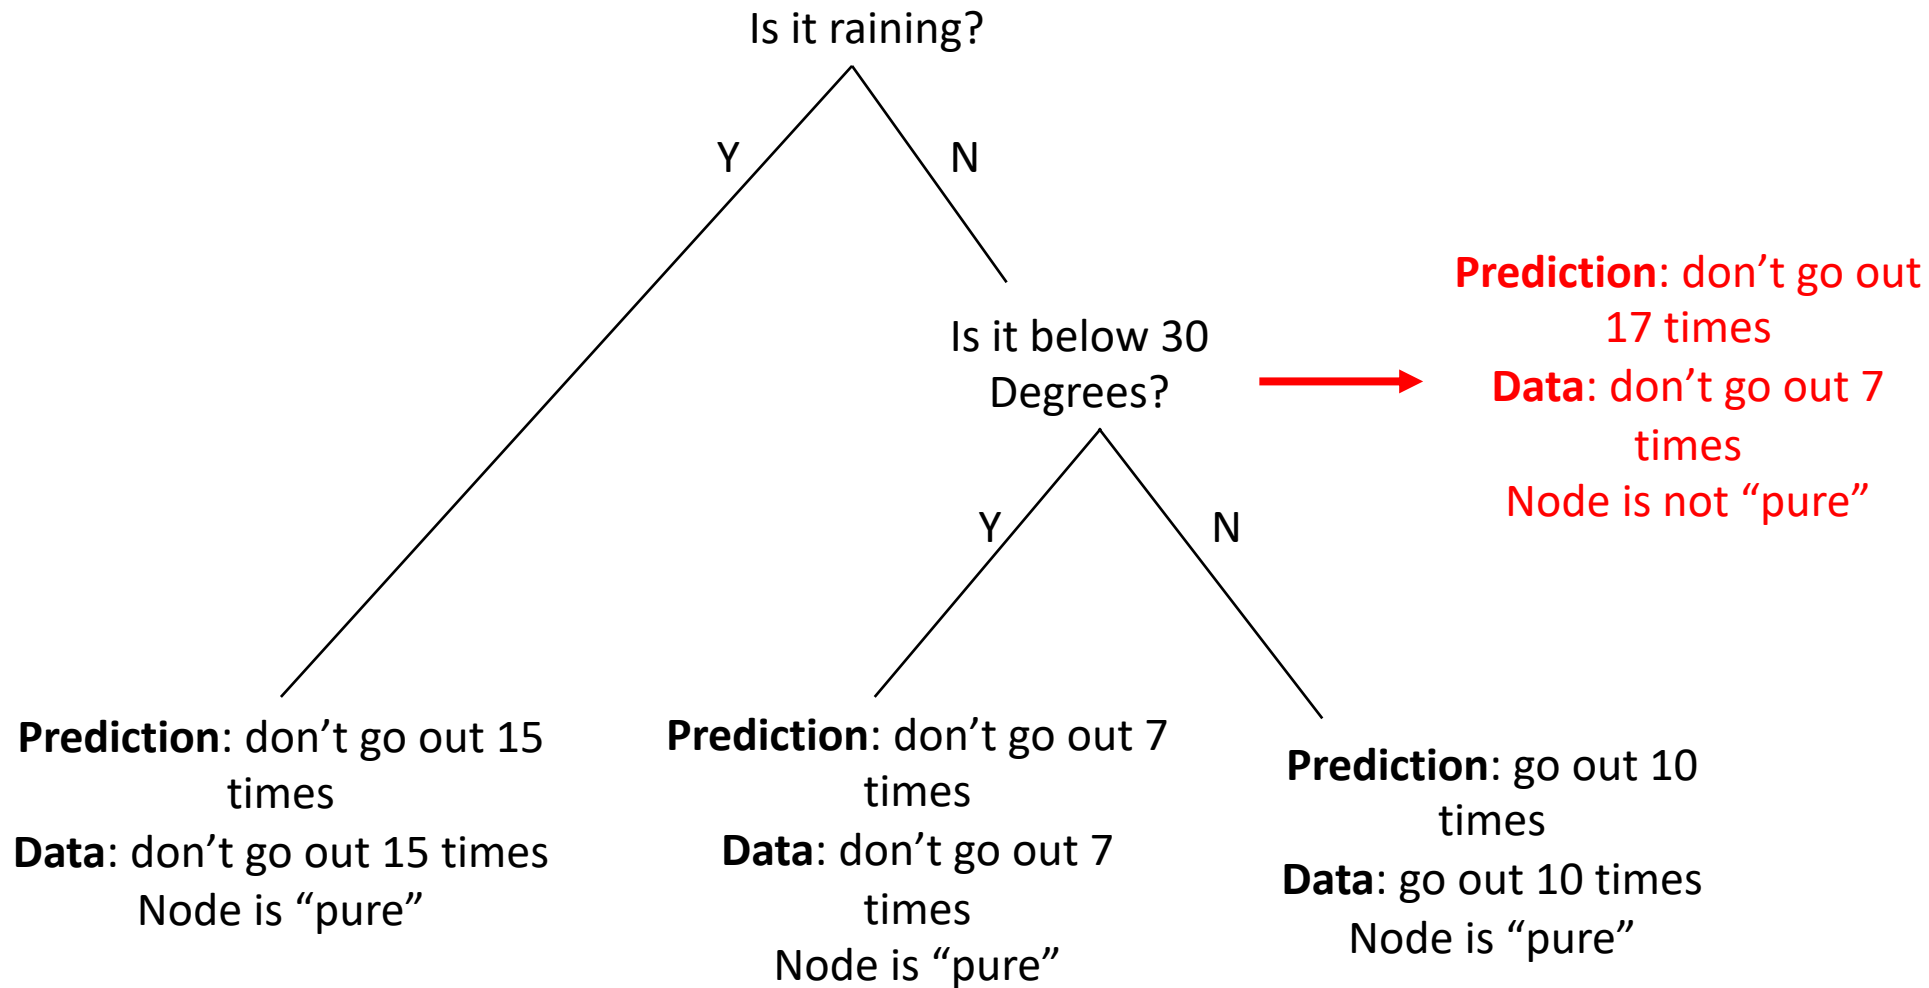 Is it raining?
Y
N
Is it below 30
Degrees?
Prediction: don’t go out
17 times
Data: don’t go out 7
times
Node is not “pure”
Y
N
Prediction: don’t go out 15
times
Data: don’t go out 15 times
Node is “pure”
Prediction: don’t go out 7
times
Data: don’t go out 7
times
Node is “pure”
Prediction: go out 10
times
Data: go out 10 times
Node is “pure”